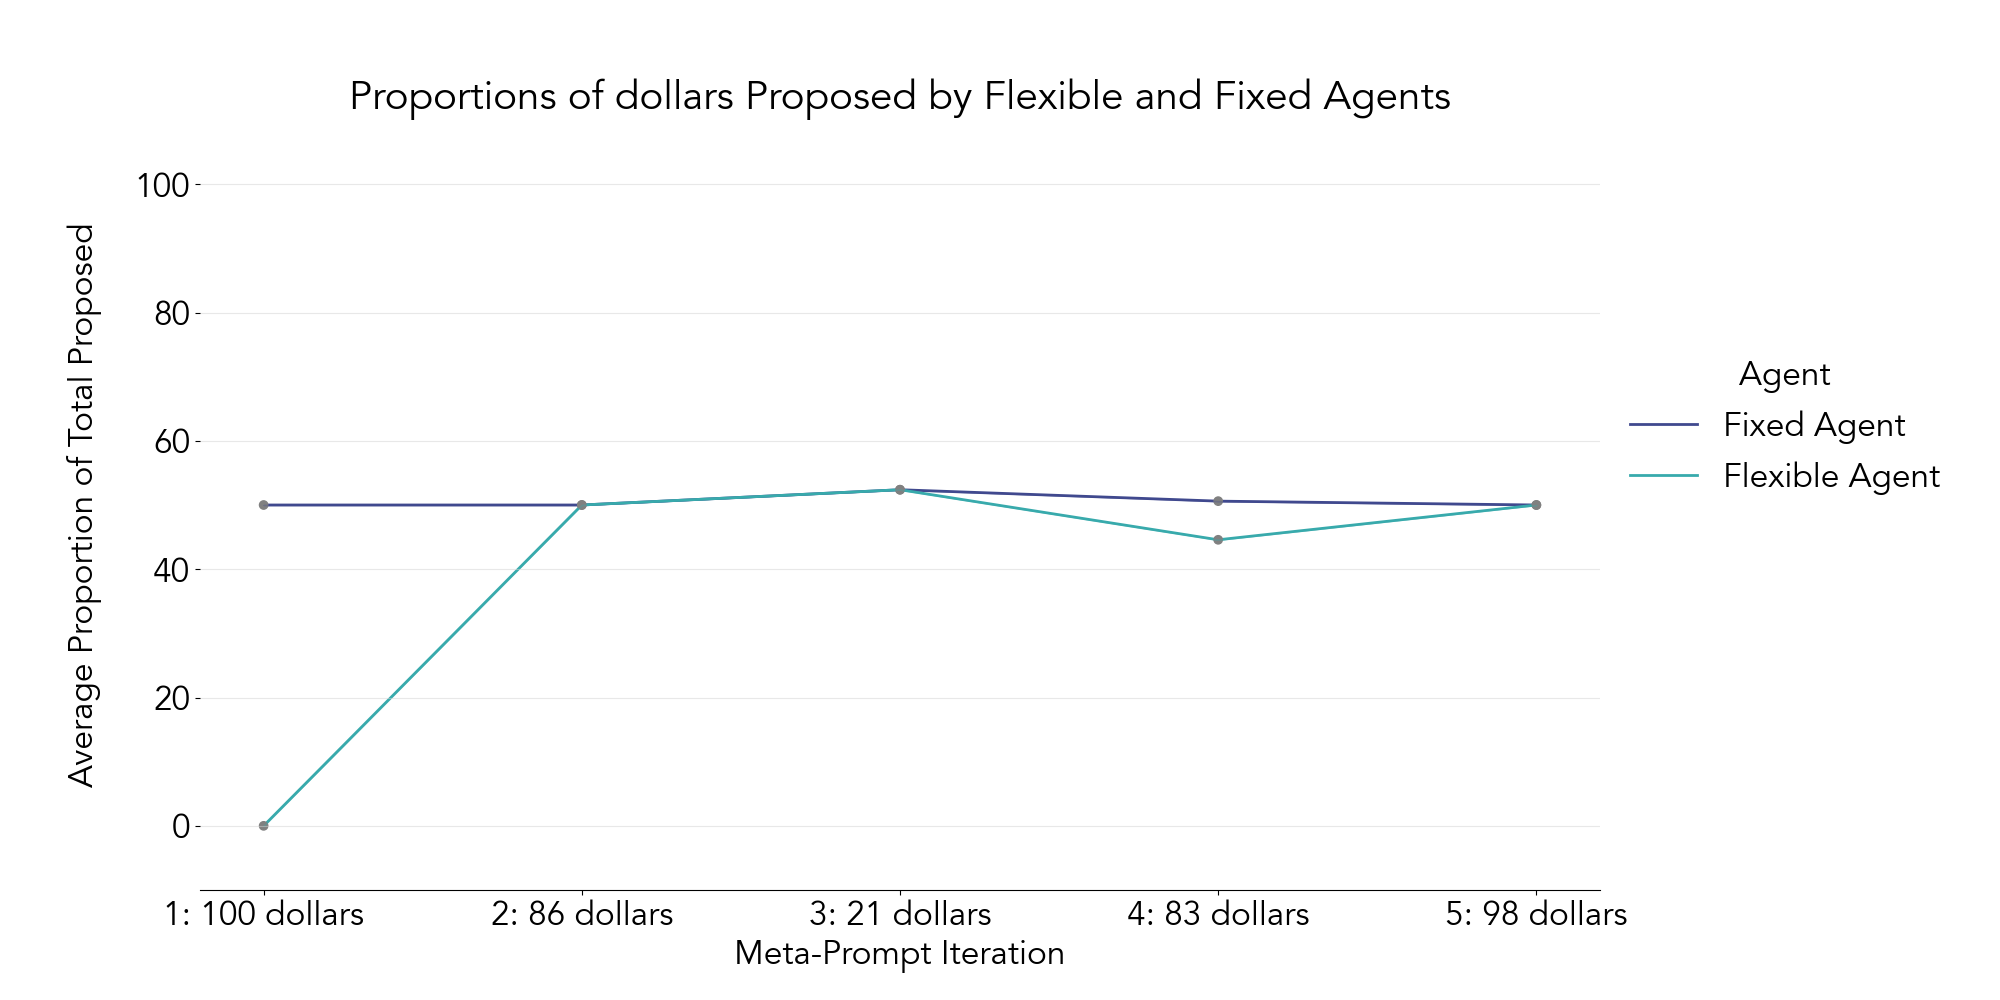 Proportions of dollars Proposed by Flexible and Fixed Agents
Average Proportion of Total Proposed
100
80
60
40
20
0
1: 100 dollars
2: 86 dollars
3: 21 dollars
4: 83 dollars
5: 98 dollars
Meta-Prompt Iteration
Agent
Fixed Agent
Flexible Agent